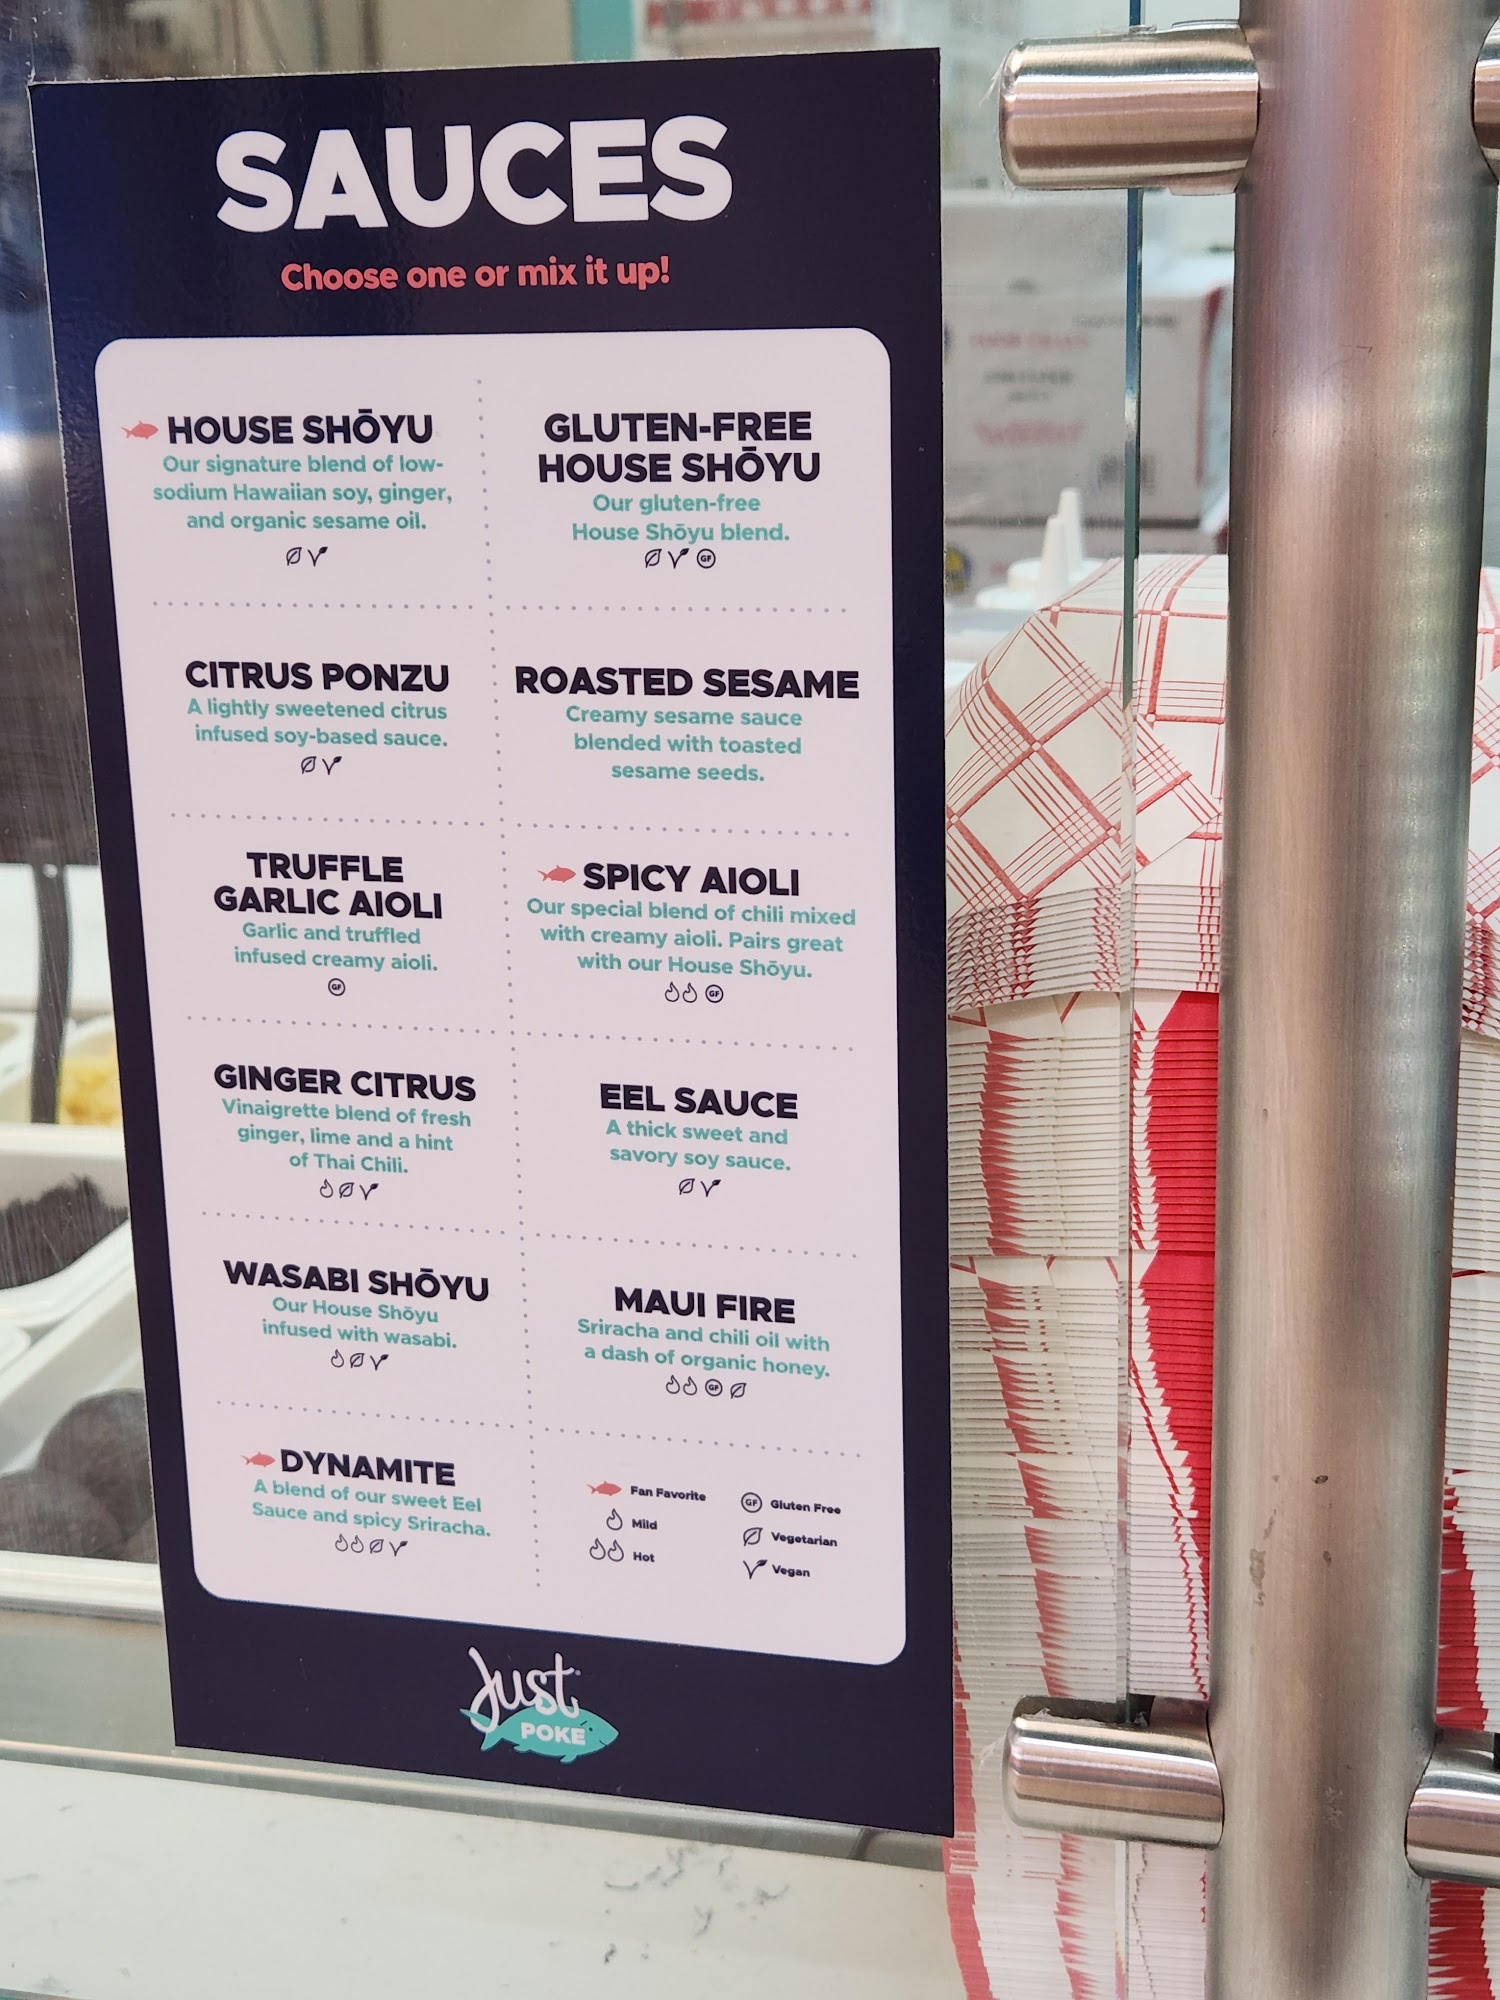 SAUCES
Choose one or mix it up!
HOUSE SHŌYU
Our signature blend of low-
sodium Hawaiian soy, ginger,
and organic sesame oil.
GLUTEN-FREE
HOUSE SHŌYU
Our gluten-free
House Shōyu blend.
GF
CITRUS PONZU
A lightly sweetened citrus
infused soy-based sauce.
ROASTED SESAME
Creamy sesame sauce
blended with toasted
sesame seeds.
TRUFFLE
GARLIC AIOLI
Garlic and truffled
infused creamy aioli.
GF
SPICY AIOLI
Our special blend of chili mixed
with creamy aioli. Pairs great
with our House Shōyu.
GF
GINGER CITRUS
Vinaigrette blend of fresh
ginger, lime and a hint
of Thai Chili.
EEL SAUCE
A thick sweet and
savory soy sauce.
WASABI SHŌYU
Our House Shōyu
infused with wasabi.
MAUI FIRE
Sriracha and chili oil with
a dash of organic honey.
GF
DYNAMITE
A blend of our sweet Eel
Sauce and spicy Sriracha.
Fan Favorite
Mild
Hot
GF Gluten Free
Vegetarian
Vegan
Just
POKE